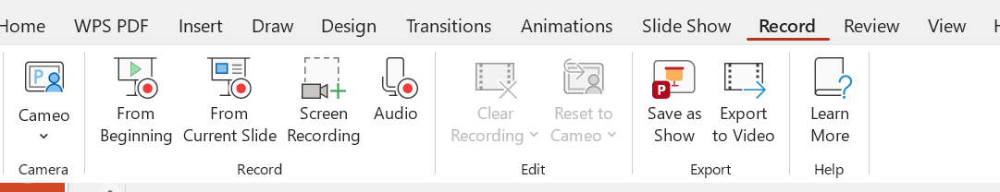 Home WPS PDF Insert Draw Design Transitions Animations Slide Show Record Review View
P
Cameo
Camera
From
Beginning
From
Current Slide
Screen
Recording
Audio
Record
Clear
Recording
Reset to
Cameo
Edit
P
Save as
Show
Export
to Video
Export
?
Learn
More
Help